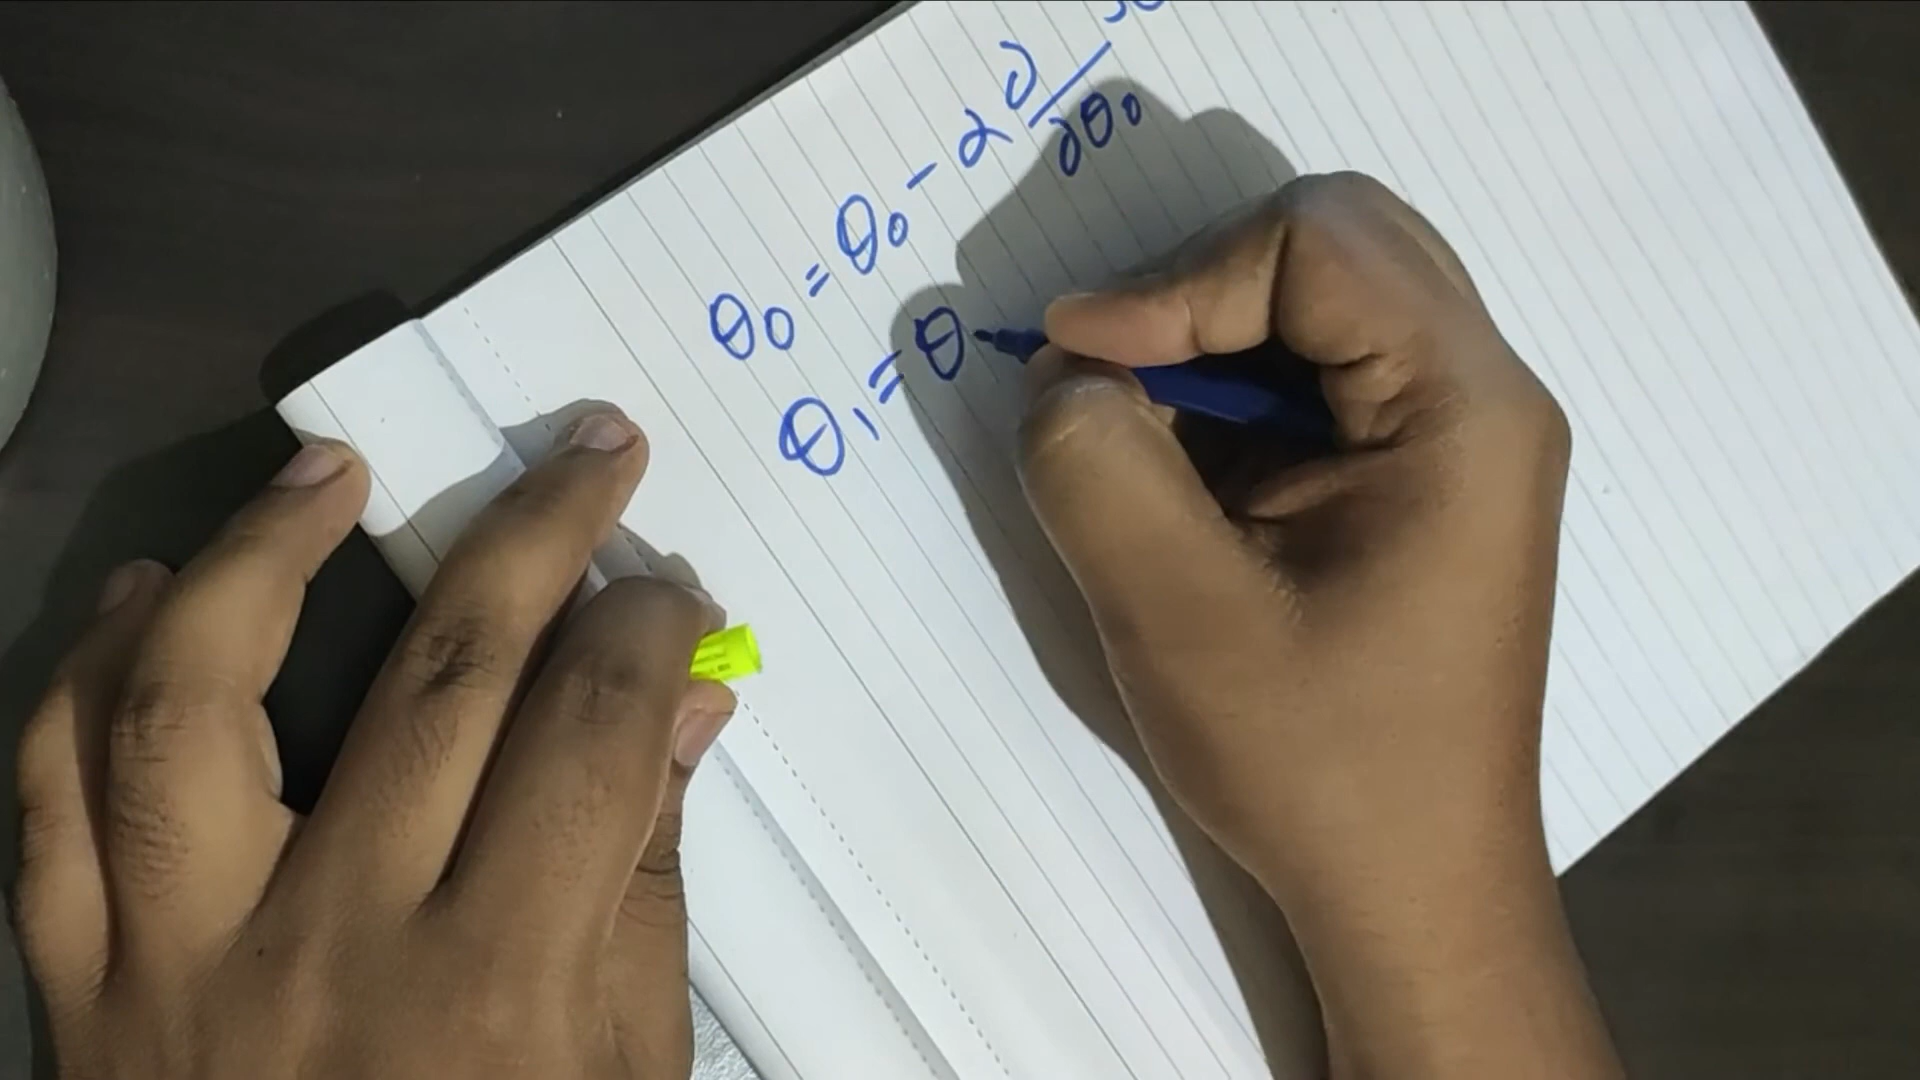 θ0 = θ0 - α ∂/∂θ0
θ1 = θ